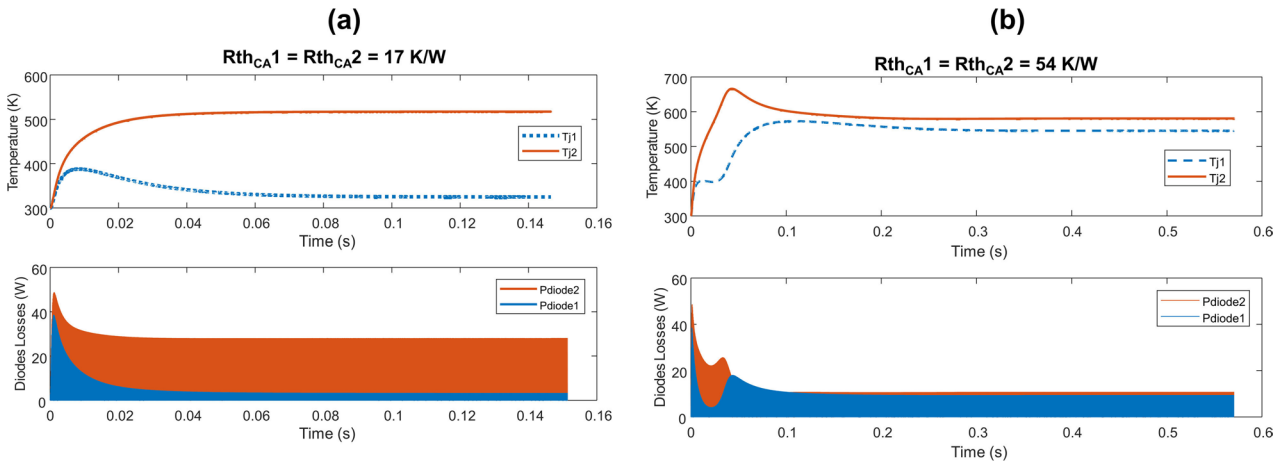 (a)
Rth_CA1 = Rth_CA2 = 17 K/W
Temperature (K)
600
500
400
300
Tj1
Tj2
0 0.02 0.04 0.06 0.08 0.1 0.12 0.14 0.16
Time (s)
Diodes Losses (W)
60
40
20
0
Pdiode2
Pdiode1
0 0.02 0.04 0.06 0.08 0.1 0.12 0.14 0.16
Time (s)
(b)
Rth_CA1 = Rth_CA2 = 54 K/W
Temperature (K)
700
600
500
400
300
Tj1
Tj2
0 0.1 0.2 0.3 0.4 0.5 0.6
Time (s)
Diodes Losses (W)
60
40
20
0
Pdiode2
Pdiode1
0 0.1 0.2 0.3 0.4 0.5 0.6
Time (s)